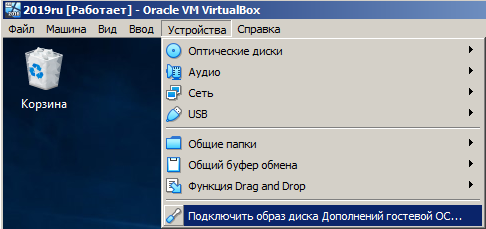 2019ru [Работает] - Oracle VM VirtualBox
Файл Машина Вид Ввод Устройства Справка
Оптические диски
Аудио
Корзина
Сеть
USB
Общие папки
Общий буфер обмена
Функция Drag and Drop
Подключить образ диска Дополнений гостевой ОС...